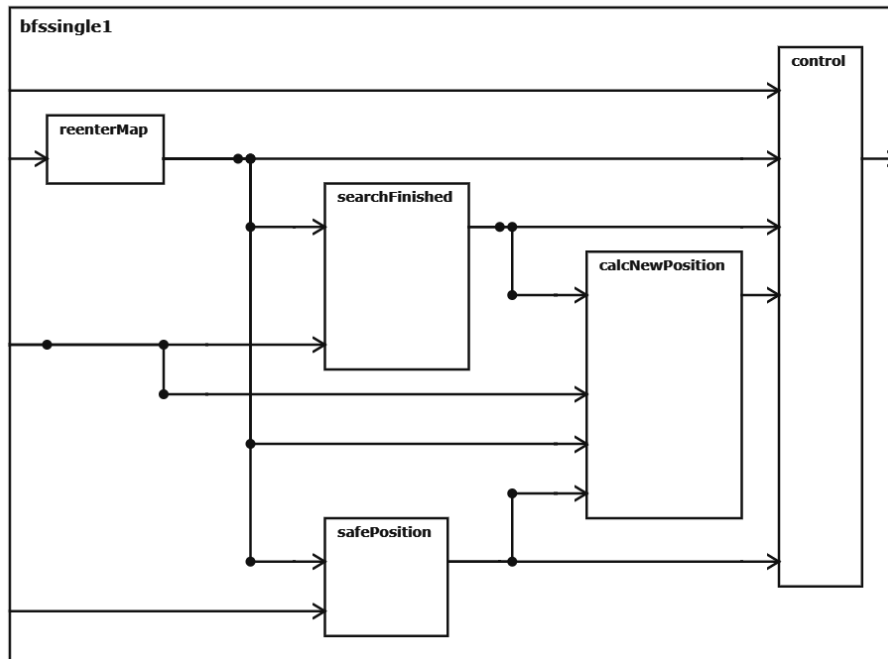 bfssingle1
control
reenterMap
searchFinished
calcNewPosition
safePosition